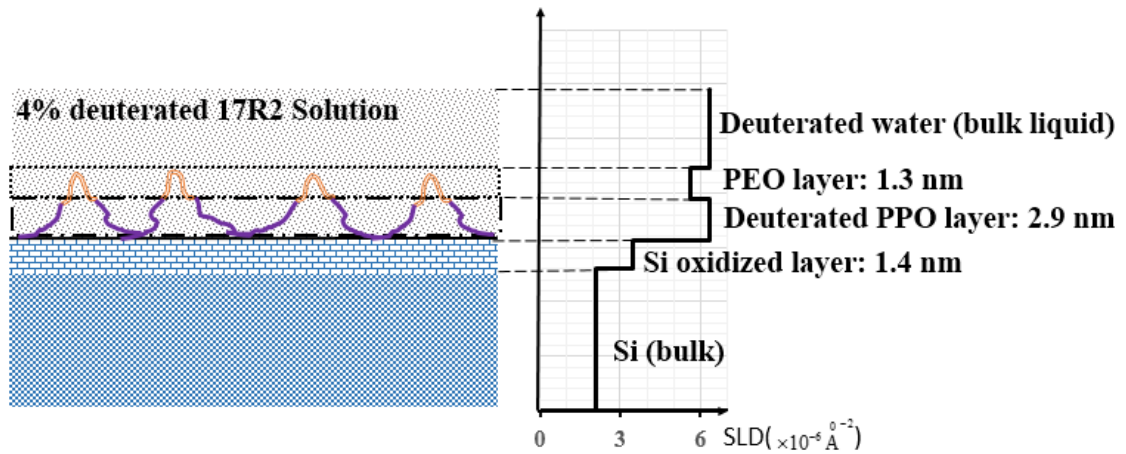 4% deuterated 17R2 Solution
Deuterated water (bulk liquid)
PEO layer: 1.3 nm
Deuterated PPO layer: 2.9 nm
Si oxidized layer: 1.4 nm
Si (bulk)
0 3 6 SLD(×10⁻⁶ Å⁻²)